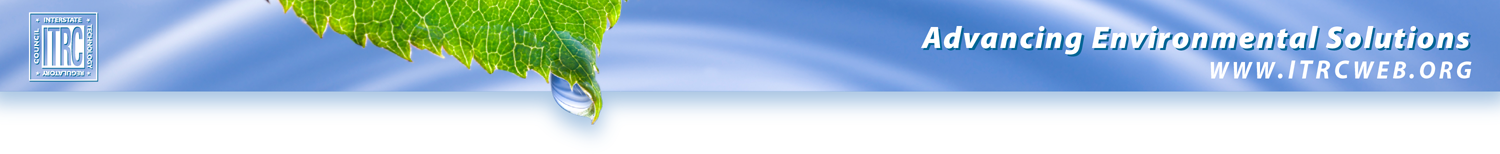 INTERSTATE
COUNCIL
ITRC
TECHNOLOGY
REGULATORY
Advancing Environmental Solutions
WWW.ITRCWEB.ORG